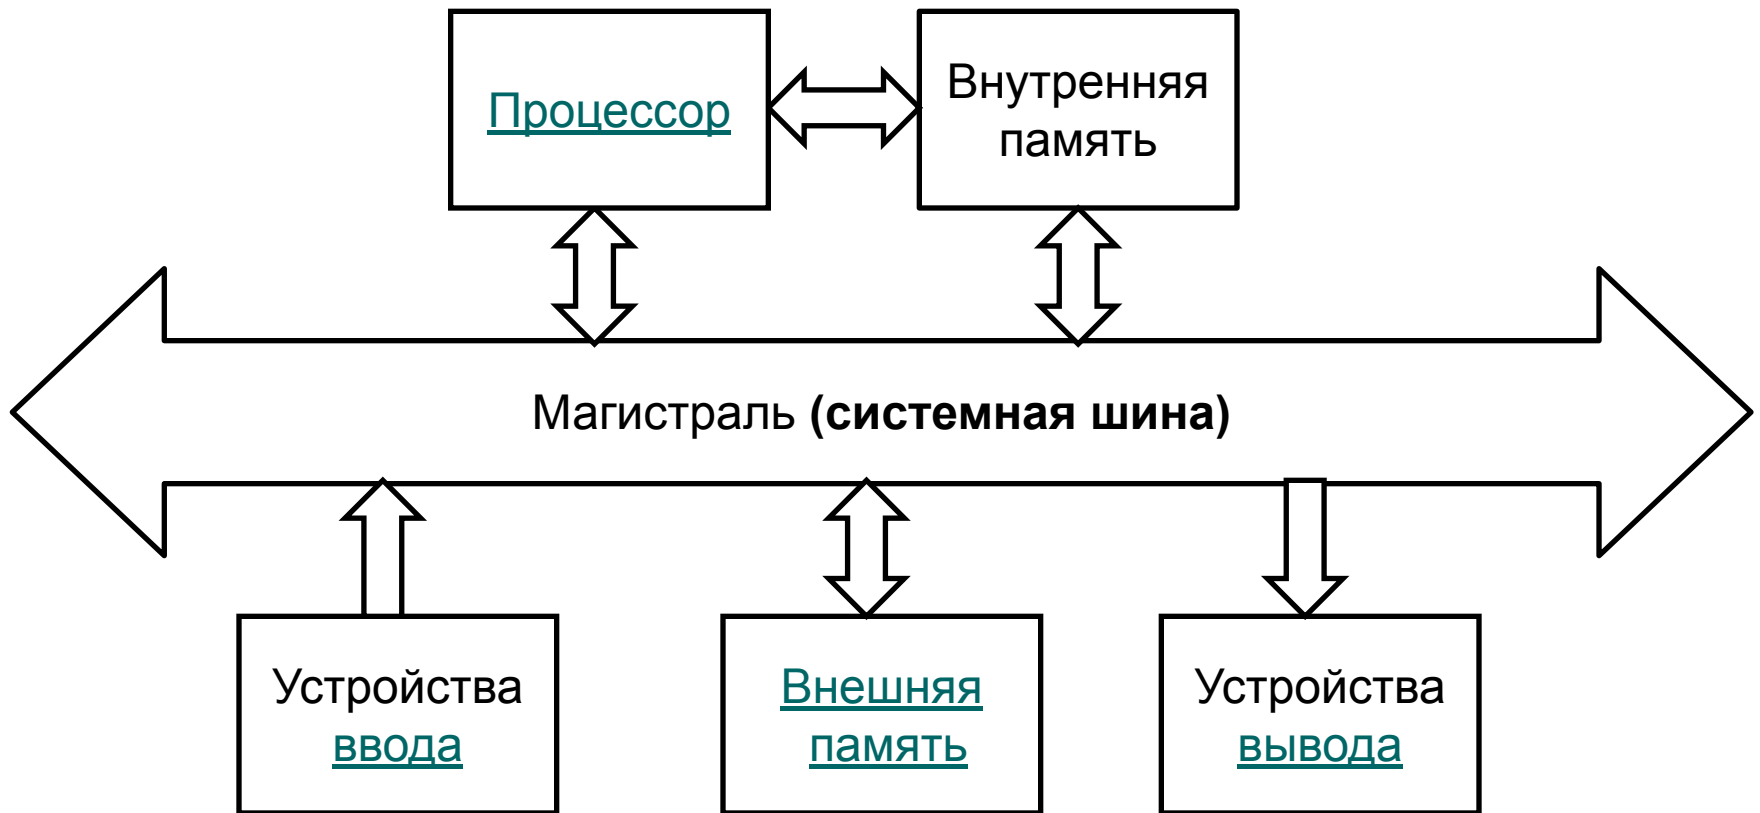 Процессор
Внутренняя
память
Магистраль (системная шина)
Устройства
ввода
Внешняя
память
Устройства
вывода